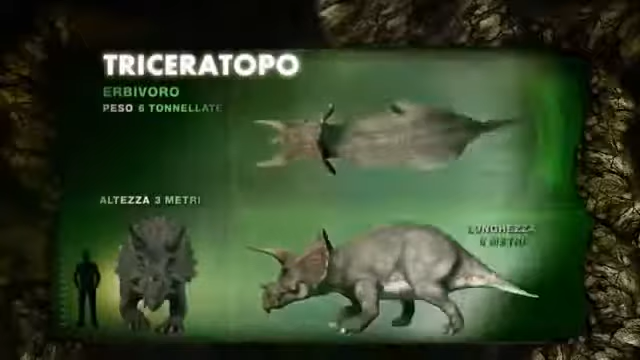 TRICERATOPO
ERBIVORO
PESO 6 TONNELLATE
ALTEZZA 3 METRI
LUNGHEZZA
METRI